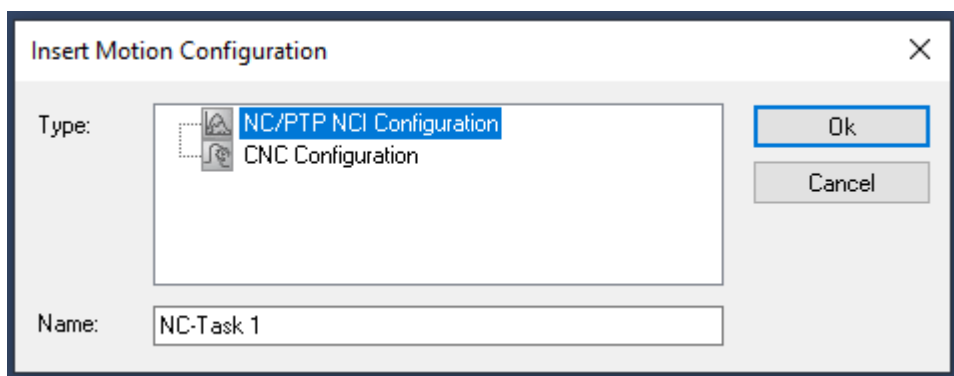 Insert Motion Configuration
Type:
NC/PTP NCI Configuration
CNC Configuration
Ok
Cancel
Name:
NC-Task 1